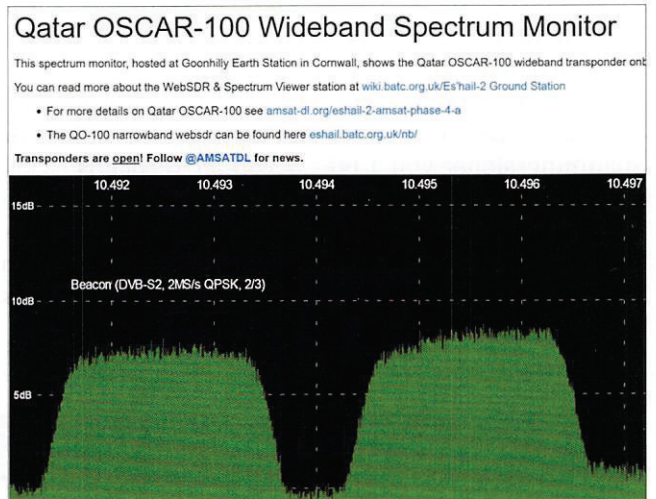 Qatar OSCAR-100 Wideband Spectrum Monitor
This spectrum monitor, hosted at Goonhilly Earth Station in Cornwall, shows the Qatar OSCAR-100 wideband transponder
You can read more about the WebSDR & Spectrum Viewer station at wiki.batc.org.uk/Es'hail-2 Ground Station
• For more details on Qatar OSCAR-100 see amsat-dl.org/eshail-2-amsat-phase-4-a
• The QO-100 narrowband websdr can be found here eshail.batc.org.uk/nb/
Transponders are open! Follow @AMSATDL for news.
10.492 10.493 10.494 10.495 10.496 10.497
15dB
Beacon (DVB-S2, 2MS/s QPSK, 2/3)
10dB
5dB